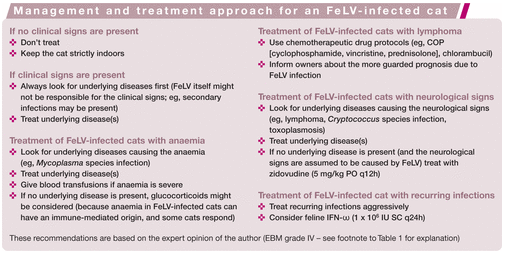 Management and treatment approach for an FeLV-infected cat
If no clinical signs are present
❖ Don't treat
❖ Keep the cat strictly indoors
If clinical signs are present
❖ Always look for underlying diseases first (FeLV itself might
not be responsible for the clinical signs; eg, secondary
infections may be present)
❖ Treat underlying disease(s)
Treatment of FeLV-infected cats with anaemia
❖ Look for underlying diseases causing the anaemia
(eg, Mycoplasma species infection)
❖ Treat underlying disease(s)
❖ Give blood transfusions if anaemia is severe
❖ If no underlying disease is present, glucocorticoids might
be considered (because anaemia in FeLV-infected cats can
have an immune-mediated origin, and some cats respond)
Treatment of FeLV-infected cats with lymphoma
❖ Use chemotherapeutic drug protocols (eg, COP
[cyclophosphamide, vincristine, prednisolone], chlorambucil)
❖ Inform owners about the more guarded prognosis due to
FeLV infection
Treatment of FeLV-infected cats with neurological signs
❖ Look for underlying diseases causing the neurological signs
(eg, lymphoma, Cryptococcus species infection,
toxoplasmosis)
❖ Treat underlying disease(s)
❖ If no underlying disease is present (and the neurological
signs are assumed to be caused by FeLV) treat with
zidovudine (5 mg/kg PO q12h)
Treatment of FeLV-infected cats with recurring infections
❖ Treat recurring infections aggressively
❖ Consider feline IFN-ω (1 x 10⁶ IU SC q24h)
These recommendations are based on the expert opinion of the author (EBM grade IV – see footnote to Table 1 for explanation)